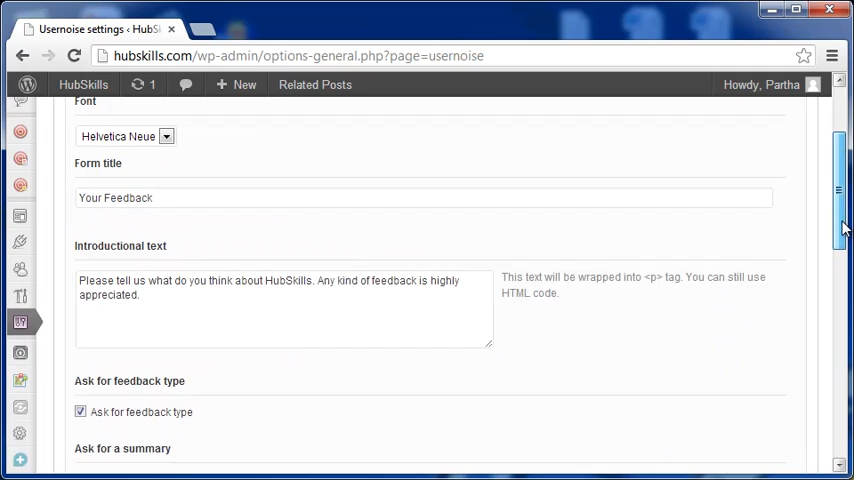 Usernoise settings ‹ HubSk
hubskills.com/wp-admin/options-general.php?page=usernoise
HubSkills
1
+ New
Related Posts
Howdy, Partha
Font
Helvetica Neue
Form title
Your Feedback
Introductional text
Please tell us what do you think about HubSkills. Any kind of feedback is highly
appreciated.
This text will be wrapped into <p> tag. You can still use
HTML code.
Ask for feedback type
Ask for feedback type
Ask for a summary